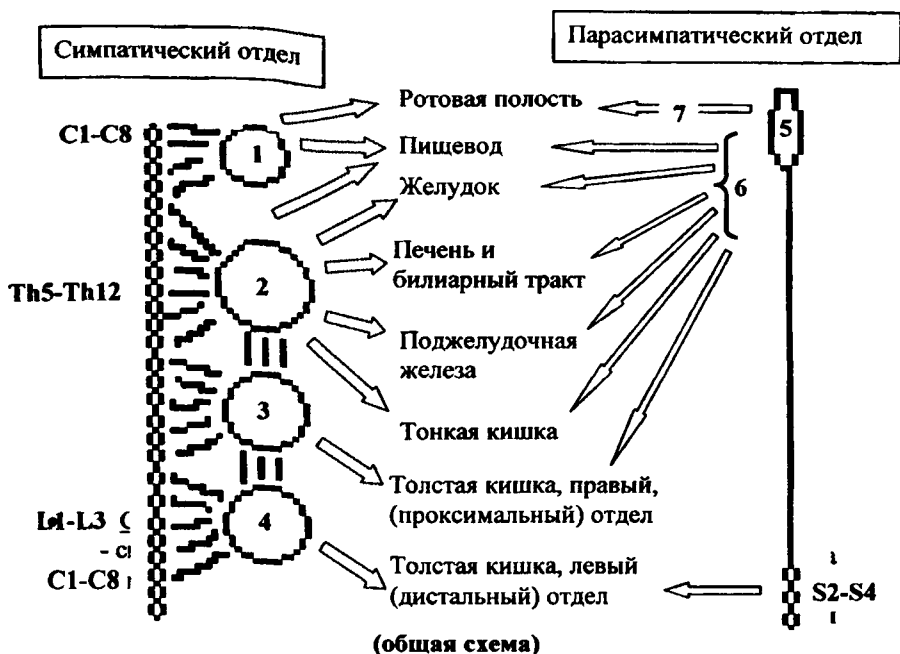 Симпатический отдел
Парасимпатический отдел
C1-C8
1
Ротовая полость
7
5
Пищевод
6
Желудок
Th5-Th12
2
Печень и
билиарный тракт
Поджелудочная
железа
3
Тонкая кишка
Толстая кишка, правый,
(проксимальный) отдел
L1-L3
4
C1-C8
Толстая кишка, левый
(дистальный) отдел
S2-S4
(общая схема)